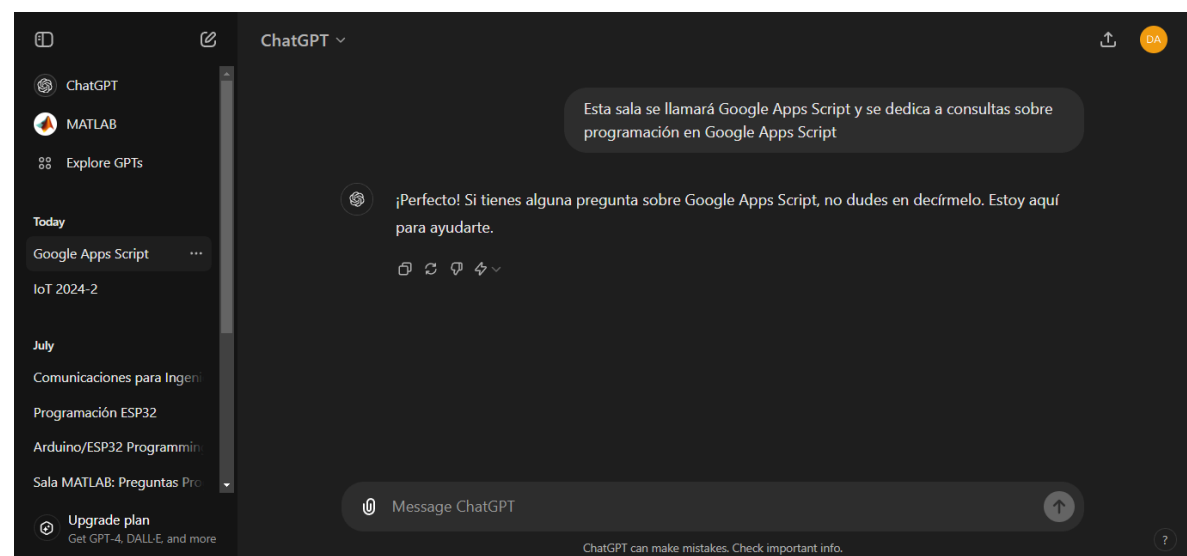 ChatGPT
MATLAB
Explore GPTs
Today
Google Apps Script
IoT 2024-2
July
Comunicaciones para Ingeni
Programación ESP32
Arduino/ESP32 Programmin
Sala MATLAB: Preguntas Pro
Upgrade plan
Get GPT-4, DALL·E, and more
ChatGPT
DA
Esta sala se llamará Google Apps Script y se dedica a consultas sobre
programación en Google Apps Script
¡Perfecto! Si tienes alguna pregunta sobre Google Apps Script, no dudes en decírmelo. Estoy aquí
para ayudarte.
Message ChatGPT
ChatGPT can make mistakes. Check important info.
?